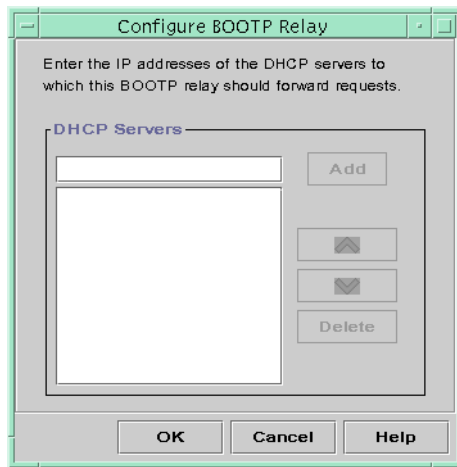 Configure BOOTP Relay
Enter the IP addresses of the DHCP servers to
which this BOOTP relay should forward requests.
DHCP Servers
Add
Delete
OK Cancel Help